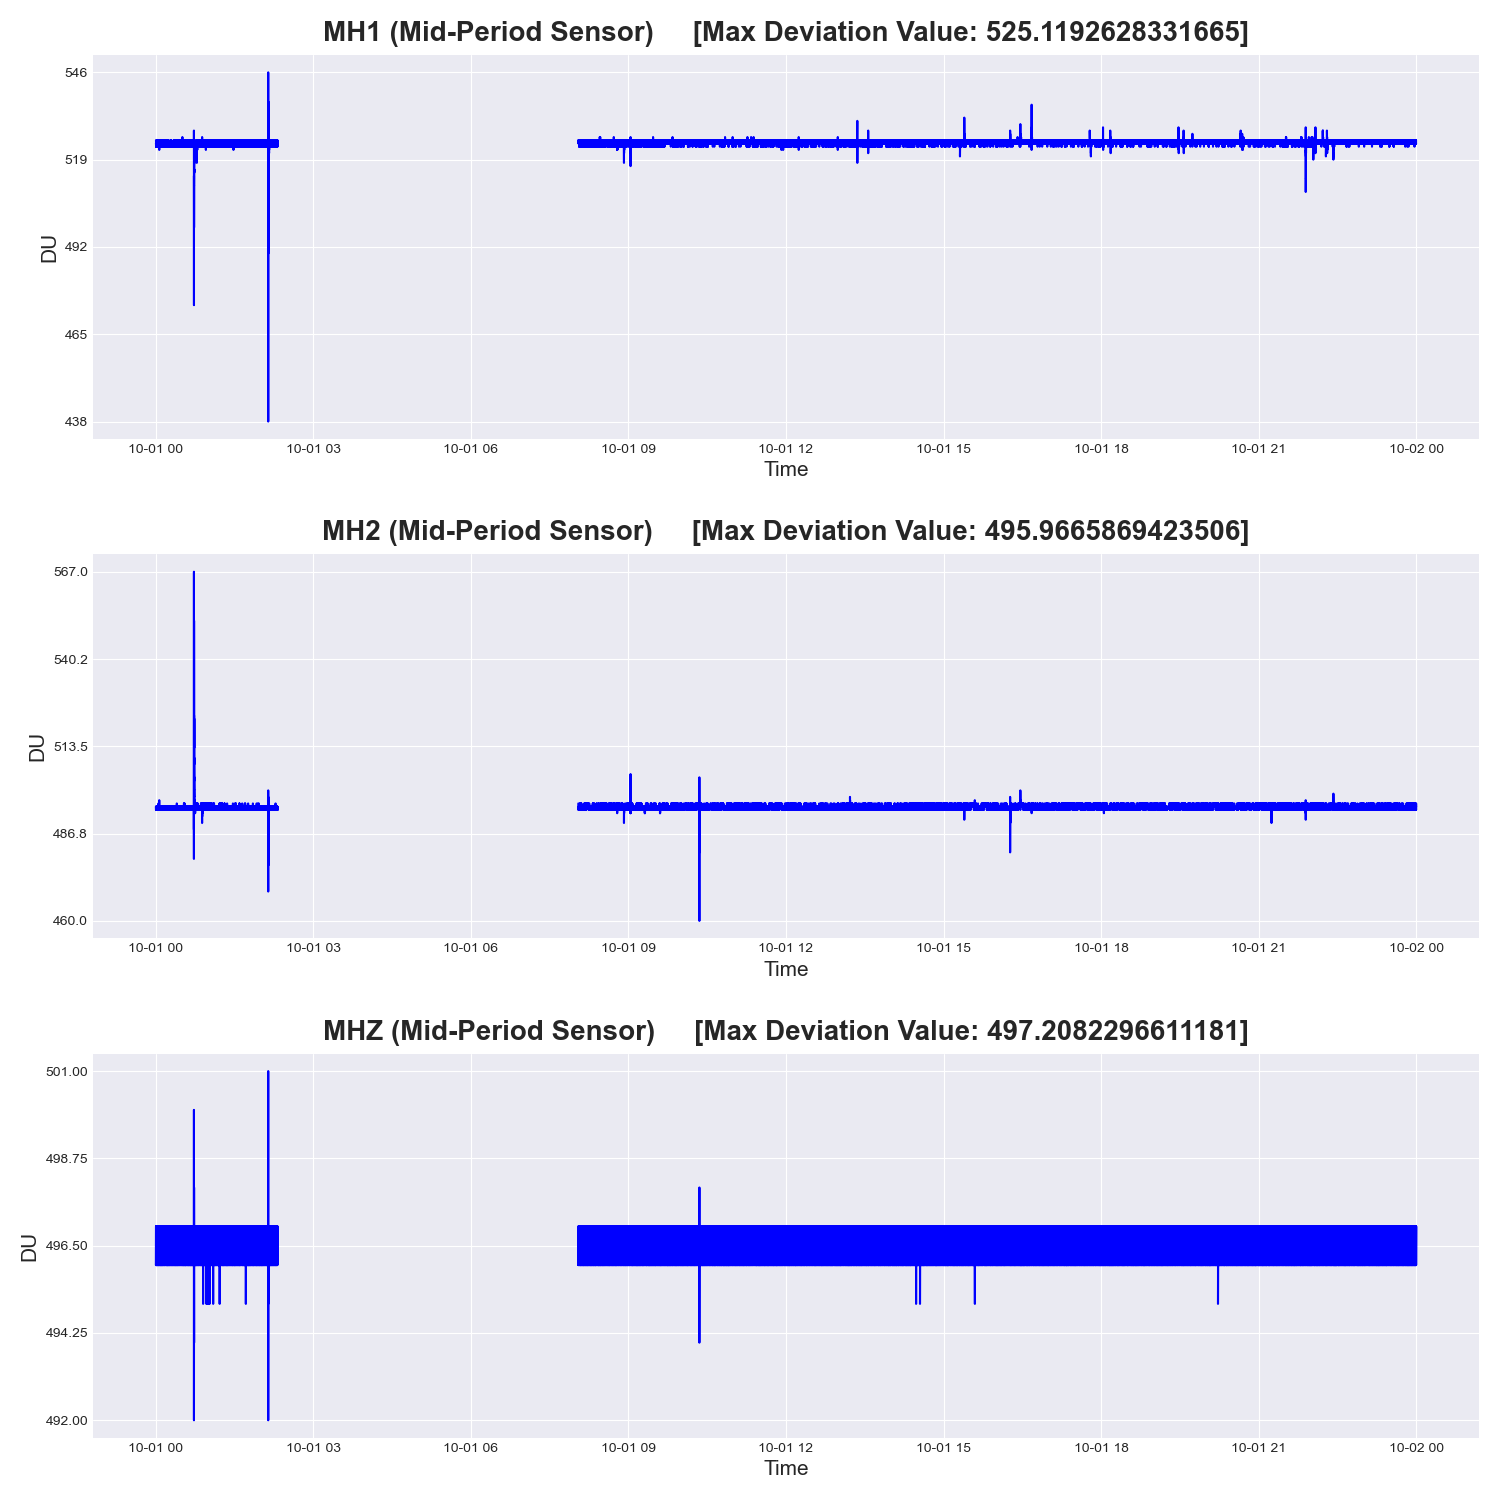 MH1 (Mid-Period Sensor) [Max Deviation Value: 525.1192628331665]
546
519
492
465
438
DU
10-01 00 10-01 03 10-01 06 10-01 09 10-01 12 10-01 15 10-01 18 10-01 21 10-02 00
Time
MH2 (Mid-Period Sensor) [Max Deviation Value: 495.9665869423506]
567.0
540.2
513.5
486.8
460.0
DU
10-01 00 10-01 03 10-01 06 10-01 09 10-01 12 10-01 15 10-01 18 10-01 21 10-02 00
Time
MHZ (Mid-Period Sensor) [Max Deviation Value: 497.2082296611181]
501.00
498.75
496.50
494.25
492.00
DU
10-01 00 10-01 03 10-01 06 10-01 09 10-01 12 10-01 15 10-01 18 10-01 21 10-02 00
Time